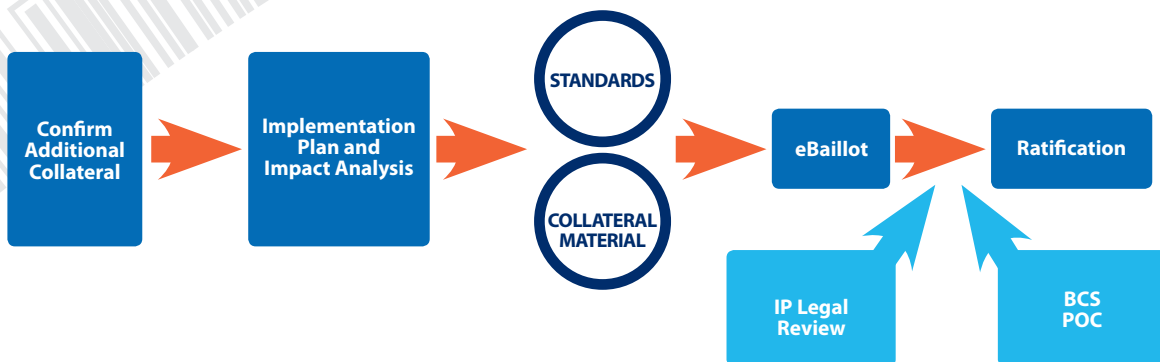 Confirm
Additional
Collateral
Implementation
Plan and
Impact Analysis
STANDARDS
COLLATERAL
MATERIAL
eBaillot
Ratification
IP Legal
Review
BCS
POC